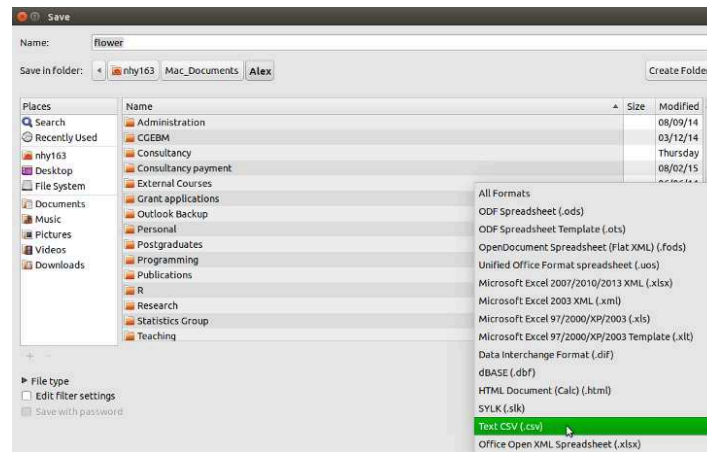 Save
Name: flower
Save in folder: nhy163 Mac_Documents Alex Create Folder
Places Name Size Modified
Search Administration 08/09/14
Recently Used CGEBM 03/12/14
nhy163 Consultancy Thursday
Desktop Consultancy payment 08/02/15
File System External Courses
Documents Grant applications
Music Outlook Backup
Pictures Personal
Videos Postgraduates
Downloads Programming
Publications
R
Research
Statistics Group
Teaching
All Formats
ODF Spreadsheet (.ods)
ODF Spreadsheet Template (.ots)
OpenDocument Spreadsheet (Flat XML) (.fods)
Unified Office Format spreadsheet (.uos)
Microsoft Excel 2007/2010/2013 XML (.xlsx)
Microsoft Excel 2003 XML (.xml)
Microsoft Excel 97/2000/XP/2003 (.xls)
Microsoft Excel 97/2000/XP/2003 Template (.xlt)
Data Interchange Format (.dif)
dBASE (.dbf)
HTML Document (Calc) (.html)
SYLK (.slk)
Text CSV (.csv)
Office Open XML Spreadsheet (.xlsx)
File type
Edit filter settings
Save with password